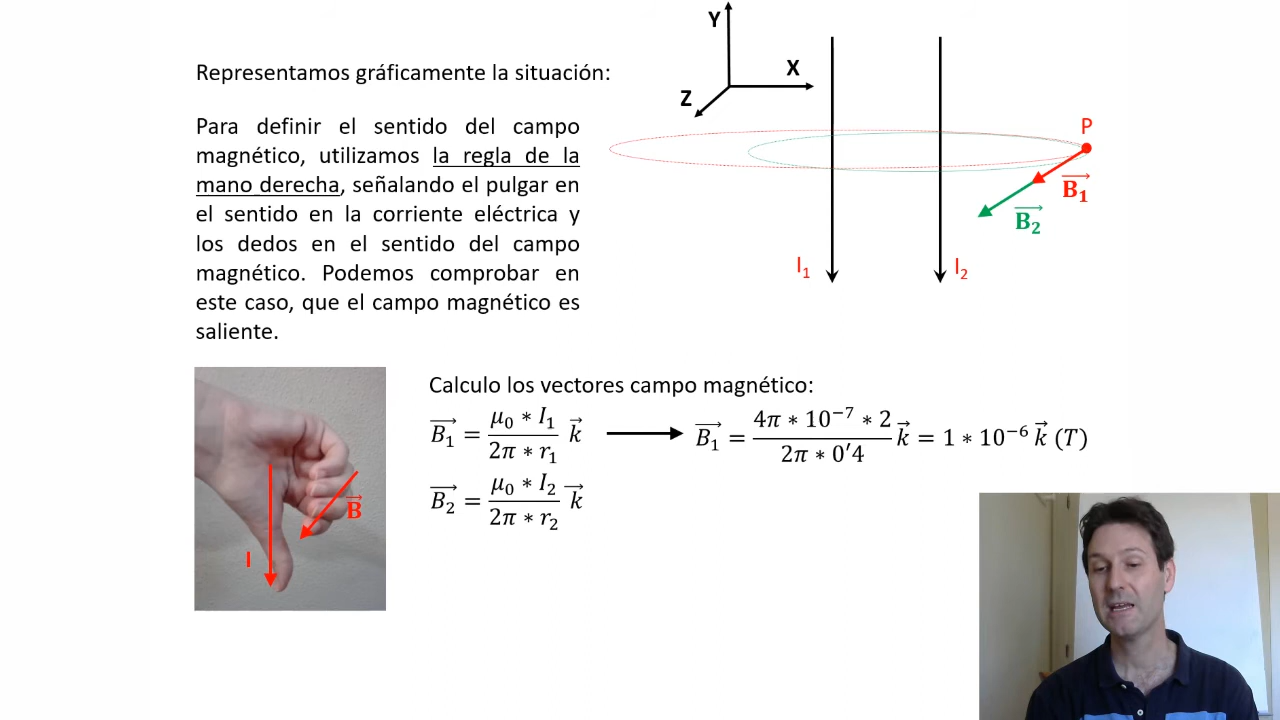 Representamos gráficamente la situación:
Para definir el sentido del campo
magnético, utilizamos la regla de la
mano derecha, señalando el pulgar en
el sentido en la corriente eléctrica y
los dedos en el sentido del campo
magnético. Podemos comprobar en
este caso, que el campo magnético es
saliente.
Y
X
Z
P
B₁
B₂
I₁
I₂
I
B
Calculo los vectores campo magnético:
B₁ = μ₀ * I₁ / 2π * r₁ k → B₁ = 4π * 10⁻⁷ * 2 / 2π * 0'4 k = 1 * 10⁻⁶ k (T)
B₂ = μ₀ * I₂ / 2π * r₂ k